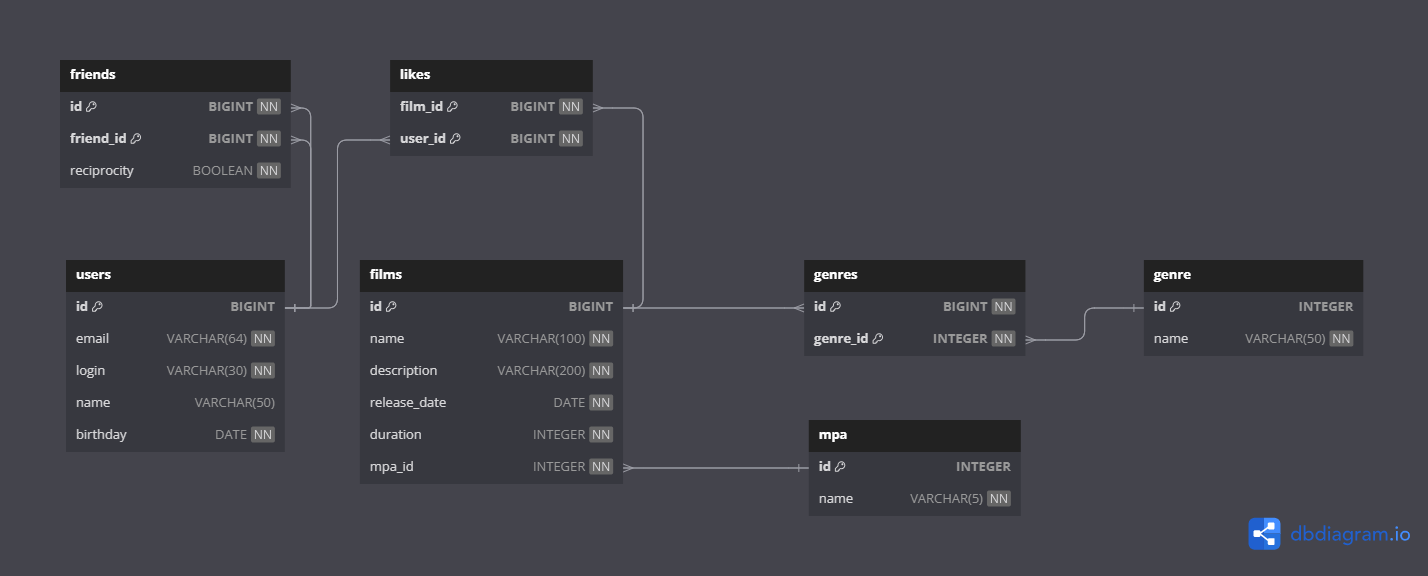 friends
id BIGINT NN
friend_id BIGINT NN
reciprocity BOOLEAN NN
likes
film_id BIGINT NN
user_id BIGINT NN
users
id BIGINT
email VARCHAR(64) NN
login VARCHAR(30) NN
name VARCHAR(50)
birthday DATE NN
films
id BIGINT
name VARCHAR(100) NN
description VARCHAR(200) NN
release_date DATE NN
duration INTEGER NN
mpa_id INTEGER NN
genres
id BIGINT NN
genre_id INTEGER NN
genre
id INTEGER
name VARCHAR(50) NN
mpa
id INTEGER
name VARCHAR(5) NN
dbdiagram.io